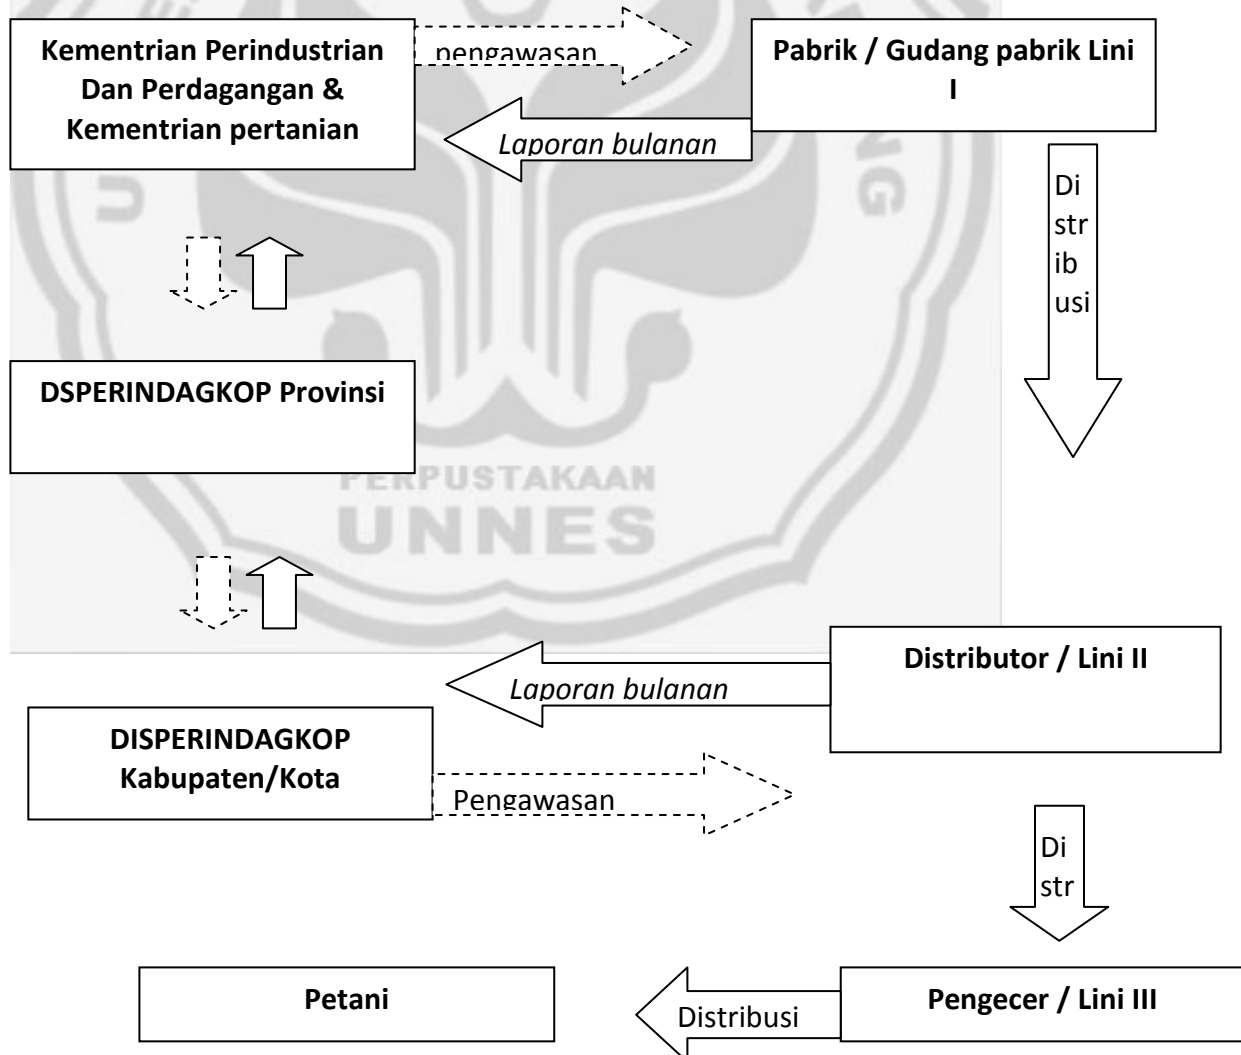 Kementrian Perindustrian
Dan Perdagangan &
Kementrian pertanian
pengawasan
Pabrik / Gudang pabrik Lini
I
Laporan bulanan
Di
str
ib
usi
DSPERINDAGKOP Provinsi
PERPUSTAKAAN
UNNES
Distributor / Lini II
Laporan bulanan
DISPERINDAGKOP
Kabupaten/Kota
Pengawasan
Di
str
Petani
Distribusi
Pengecer / Lini III